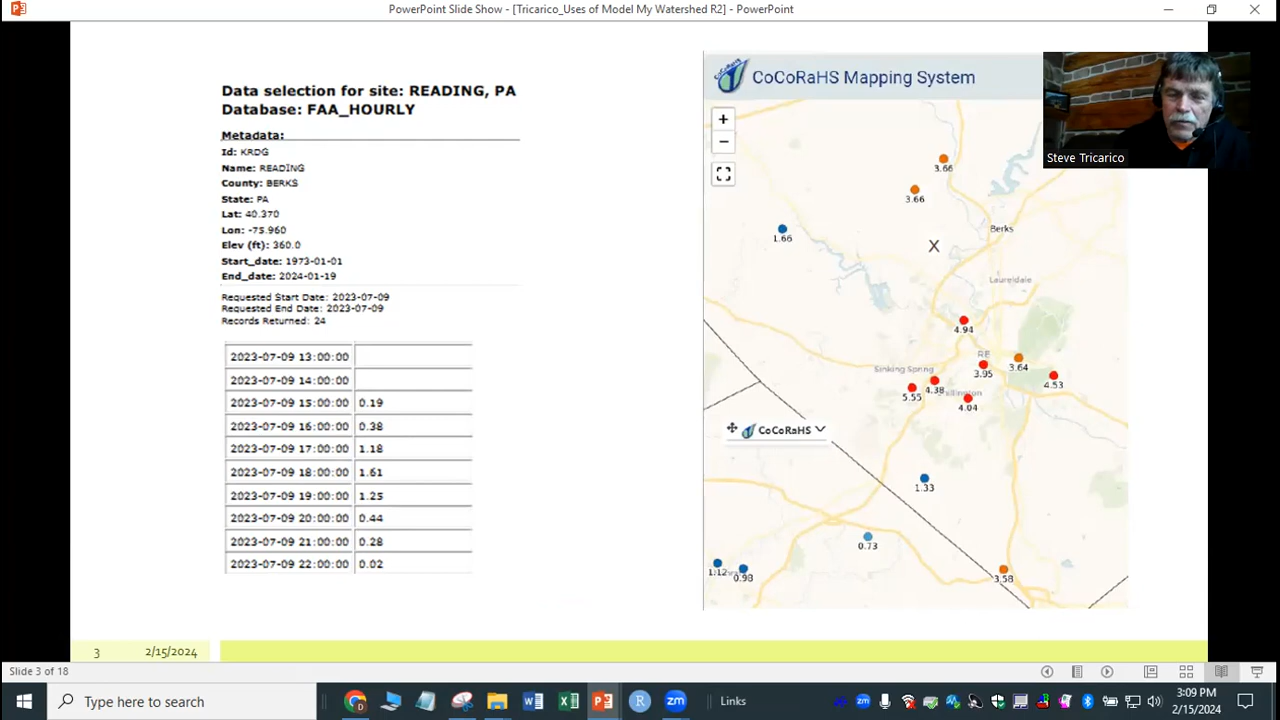 PowerPoint Slide Show - [Tricarico_Uses of Model My Watershed R2] - PowerPoint
Data selection for site: READING, PA
Database: FAA_HOURLY
Metadata:
Id: KRDG
Name: READING
County: BERKS
State: PA
Lat: 40.370
Lon: -75.960
Elev (ft): 360.0
Start_date: 1973-01-01
End_date: 2024-01-19
Requested Start Date: 2023-07-09
Requested End Date: 2023-07-09
Records Returned: 24
2023-07-09 13:00:00
2023-07-09 14:00:00
2023-07-09 15:00:00 0.19
2023-07-09 16:00:00 0.38
2023-07-09 17:00:00 1.18
2023-07-09 18:00:00 1.61
2023-07-09 19:00:00 1.25
2023-07-09 20:00:00 0.44
2023-07-09 21:00:00 0.28
2023-07-09 22:00:00 0.02
CoCoRaHS Mapping System
+
−
3.66
3.66
Berks
1.66
X
Laureldale
4.94
RE
3.64
Sinking Spring
3.95
4.53
5.55
4.38
4.04
CoCoRaHS
1.33
0.73
1.12
0.98
3.58
Steve Tricarico
3 2/15/2024
Slide 3 of 18
Type here to search
Links
3:09 PM
2/15/2024